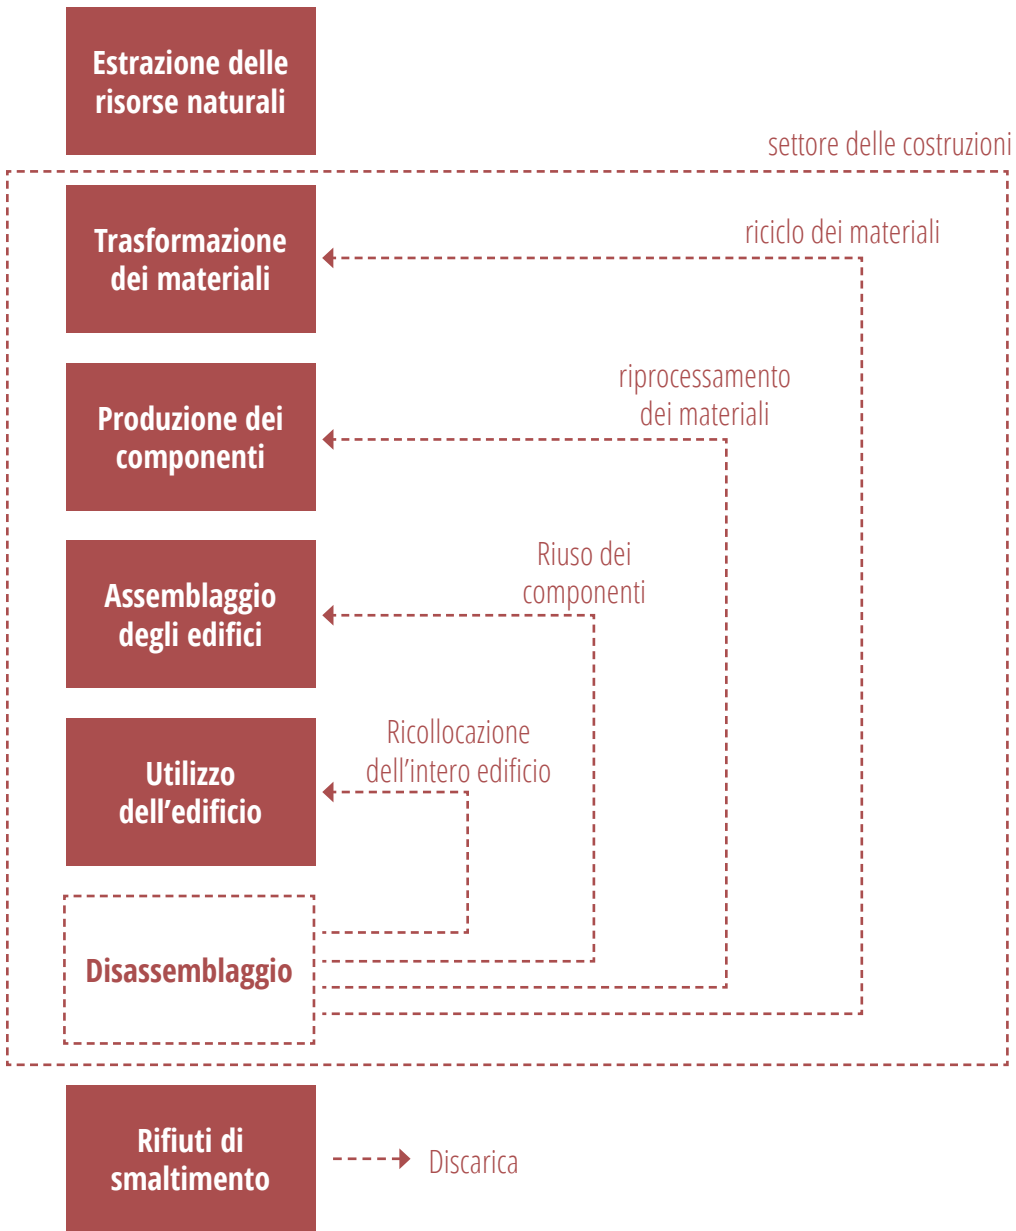 Estrazione delle
risorse naturali
settore delle costruzioni
Trasformazione
dei materiali
riciclo dei materiali
Produzione dei
componenti
riprocessamento
dei materiali
Assemblaggio
degli edifici
Riuso dei
componenti
Utilizzo
dell’edificio
Ricollocazione
dell’intero edificio
Disassemblaggio
Rifiuti di
smaltimento
Discarica